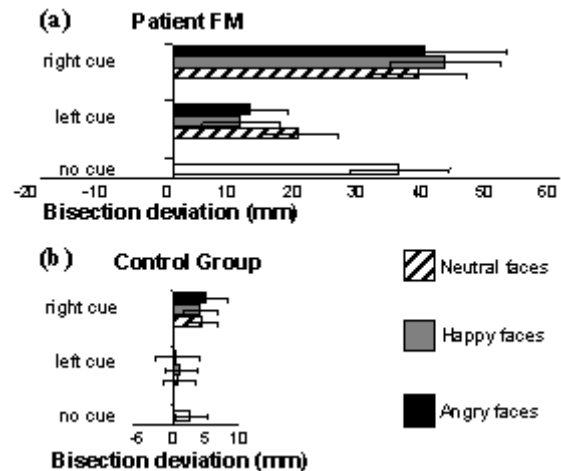 (a) Patient FM
right cue
left cue
no cue
-20 -10 0 10 20 30 40 50 60
Bisection deviation (mm)
(b) Control Group
right cue
left cue
no cue
-5 0 5 10
Bisection deviation (mm)
Neutral faces
Happy faces
Angry faces